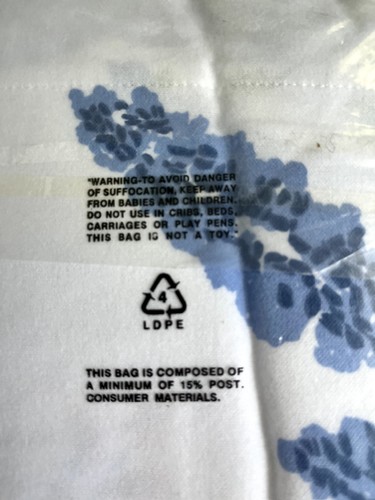 "WARNING-TO AVOID DANGER
OF SUFFOCATION, KEEP AWAY
FROM BABIES AND CHILDREN.
DO NOT USE IN CRIBS, BEDS,
CARRIAGES OR PLAY PENS.
THIS BAG IS NOT A TOY."
4
LDPE
THIS BAG IS COMPOSED OF
A MINIMUM OF 15% POST.
CONSUMER MATERIALS.